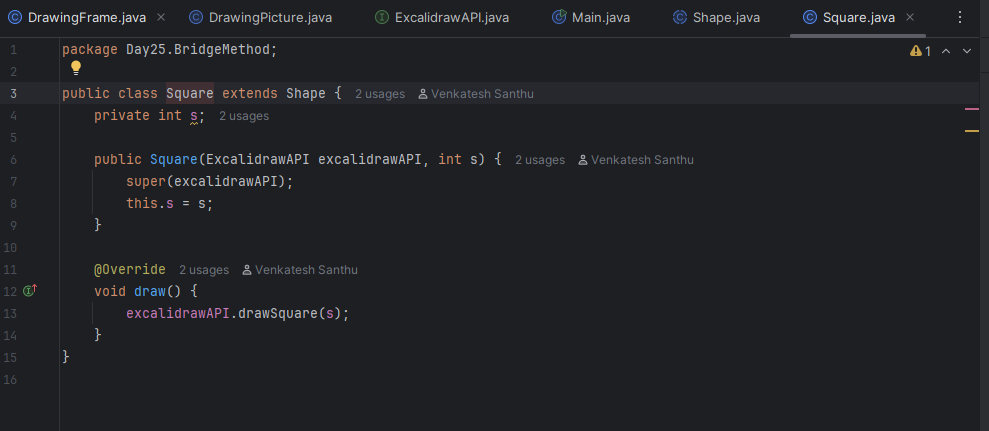 DrawingFrame.java DrawingPicture.java ExcalidrawAPI.java Main.java Shape.java Square.java
1 package Day25.BridgeMethod; 1
2
3 public class Square extends Shape { 2 usages Venkatesh Santhu
4 private int s; 2 usages
5
6 public Square(ExcalidrawAPI excalidrawAPI, int s) { 2 usages Venkatesh Santhu
7 super(excalidrawAPI);
8 this.s = s;
9 }
10
11 @Override 2 usages Venkatesh Santhu
12 void draw() {
13 excalidrawAPI.drawSquare(s);
14 }
15 }
16